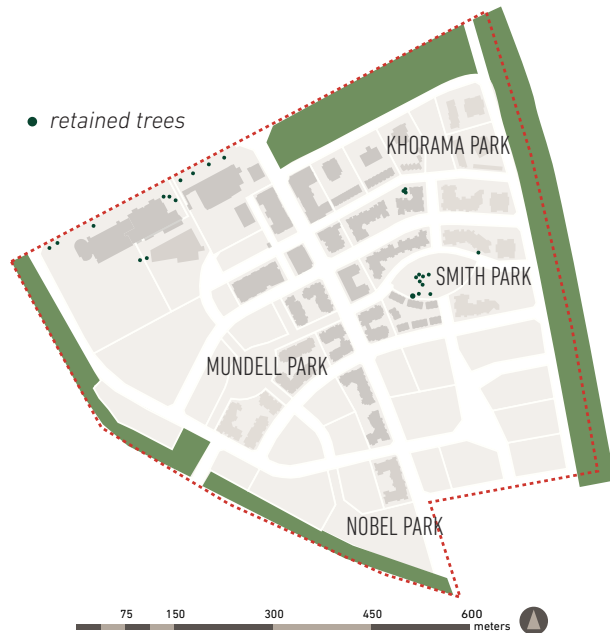 retained trees
KHORAMA PARK
SMITH PARK
MUNDELL PARK
NOBEL PARK
75 150 300 450 600
meters